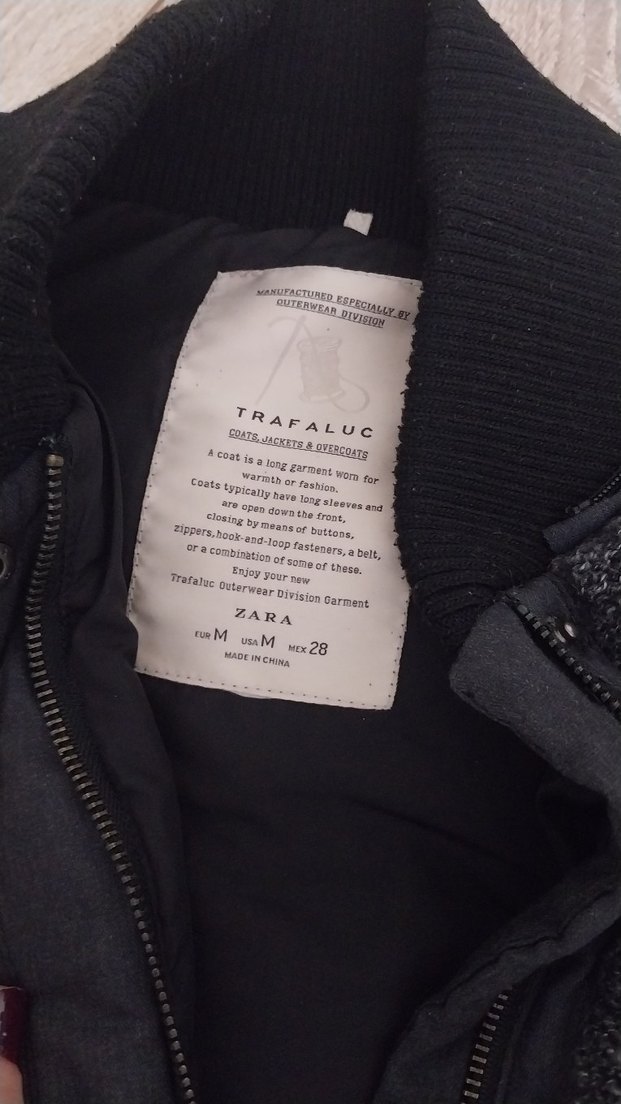 MANUFACTURED ESPECIALLY BY
OUTERWEAR DIVISION
TRAFALUC
COATS, JACKETS & OVERCOATS
A coat is a long garment worn for
warmth or fashion.
Coats typically have long sleeves and
are open down the front,
closing by means of buttons,
zippers, hook-and-loop fasteners, a belt,
or a combination of some of these.
Enjoy your new
Trafaluc Outerwear Division Garment
ZARA
EUR M USA M MEX 28
MADE IN CHINA